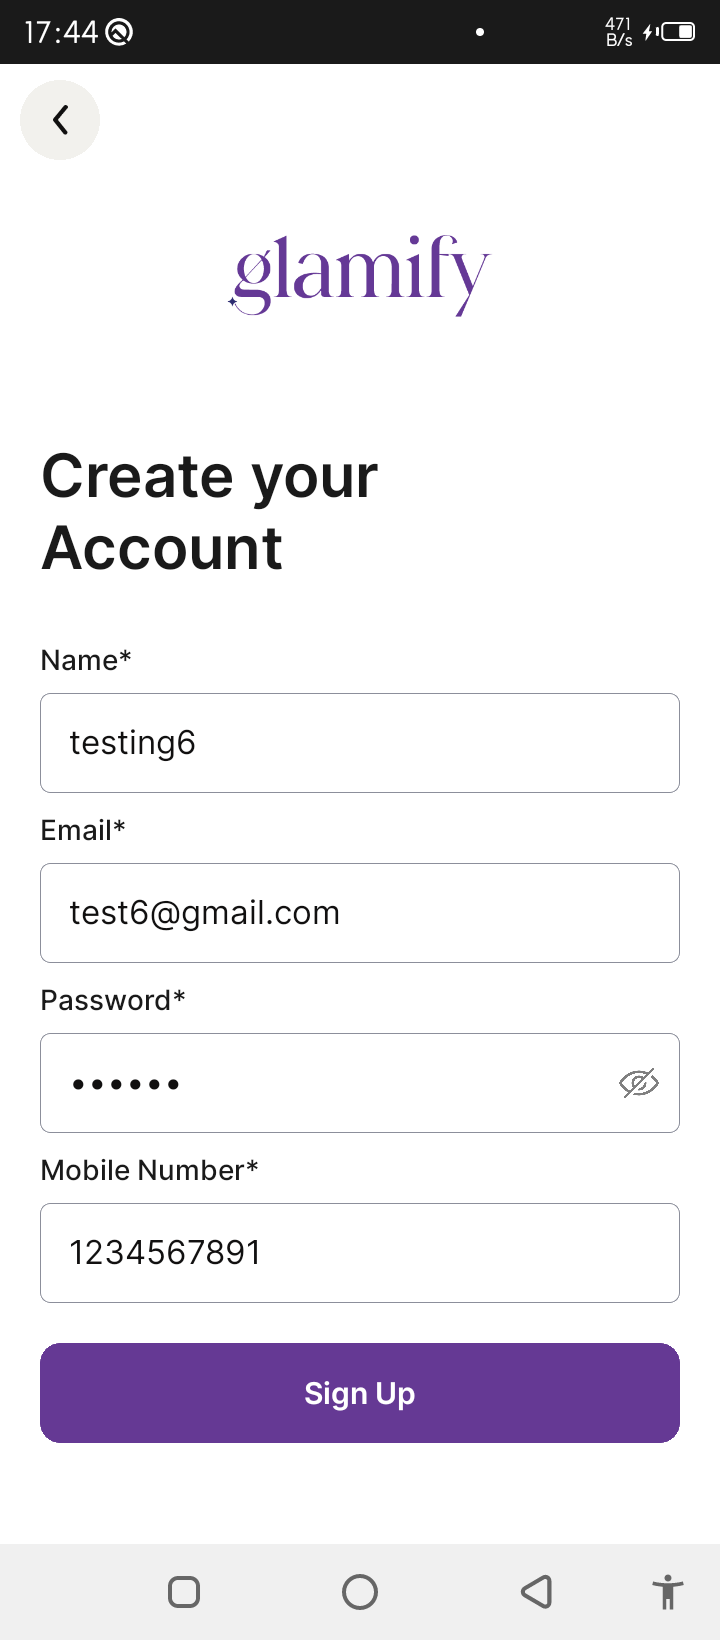 17:44
471
B/s
glamify
Create your
Account
Name*
testing6
Email*
test6@gmail.com
Password*
••••••
Mobile Number*
1234567891
Sign Up